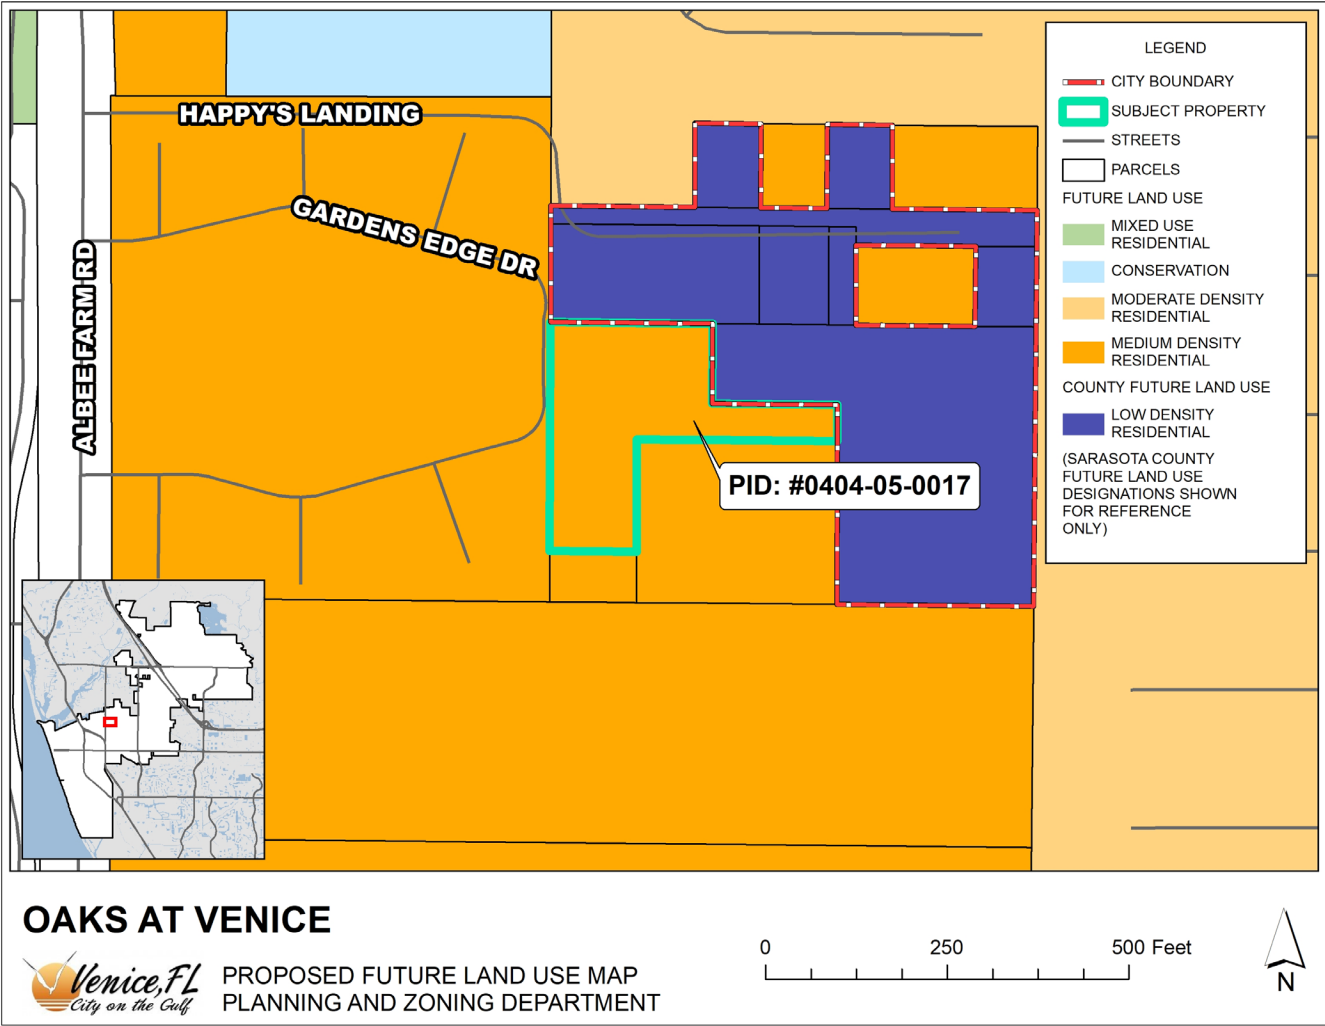 HAPPY'S LANDING
GARDENS EDGE DR
ALBEE FARM RD
PID: #0404-05-0017
LEGEND
CITY BOUNDARY
SUBJECT PROPERTY
STREETS
PARCELS
FUTURE LAND USE
MIXED USE
RESIDENTIAL
CONSERVATION
MODERATE DENSITY
RESIDENTIAL
MEDIUM DENSITY
RESIDENTIAL
COUNTY FUTURE LAND USE
LOW DENSITY
RESIDENTIAL
(SARASOTA COUNTY
FUTURE LAND USE
DESIGNATIONS SHOWN
FOR REFERENCE
ONLY)
OAKS AT VENICE
Venice, FL
City on the Gulf
PROPOSED FUTURE LAND USE MAP
PLANNING AND ZONING DEPARTMENT
0 250 500 Feet
N